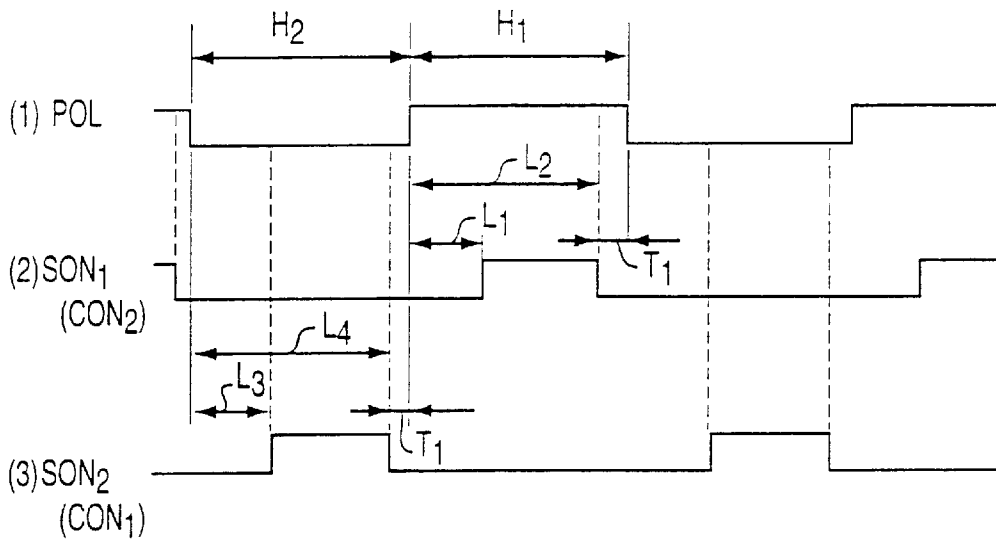 H2 H1
(1) POL
L2
L1
T1
(2) SON1
(CON2)
L4
L3
T1
(3) SON2
(CON1)